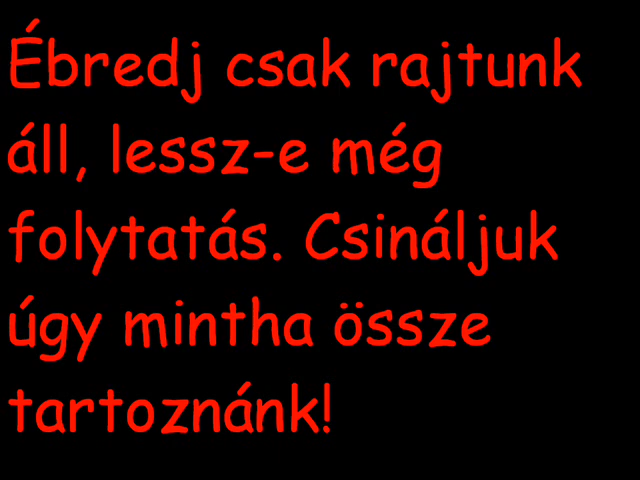 Ébredj csak rajtunk
áll, lessz-e még
folytatás. Csináljuk
úgy mintha össze
tartoznánk!